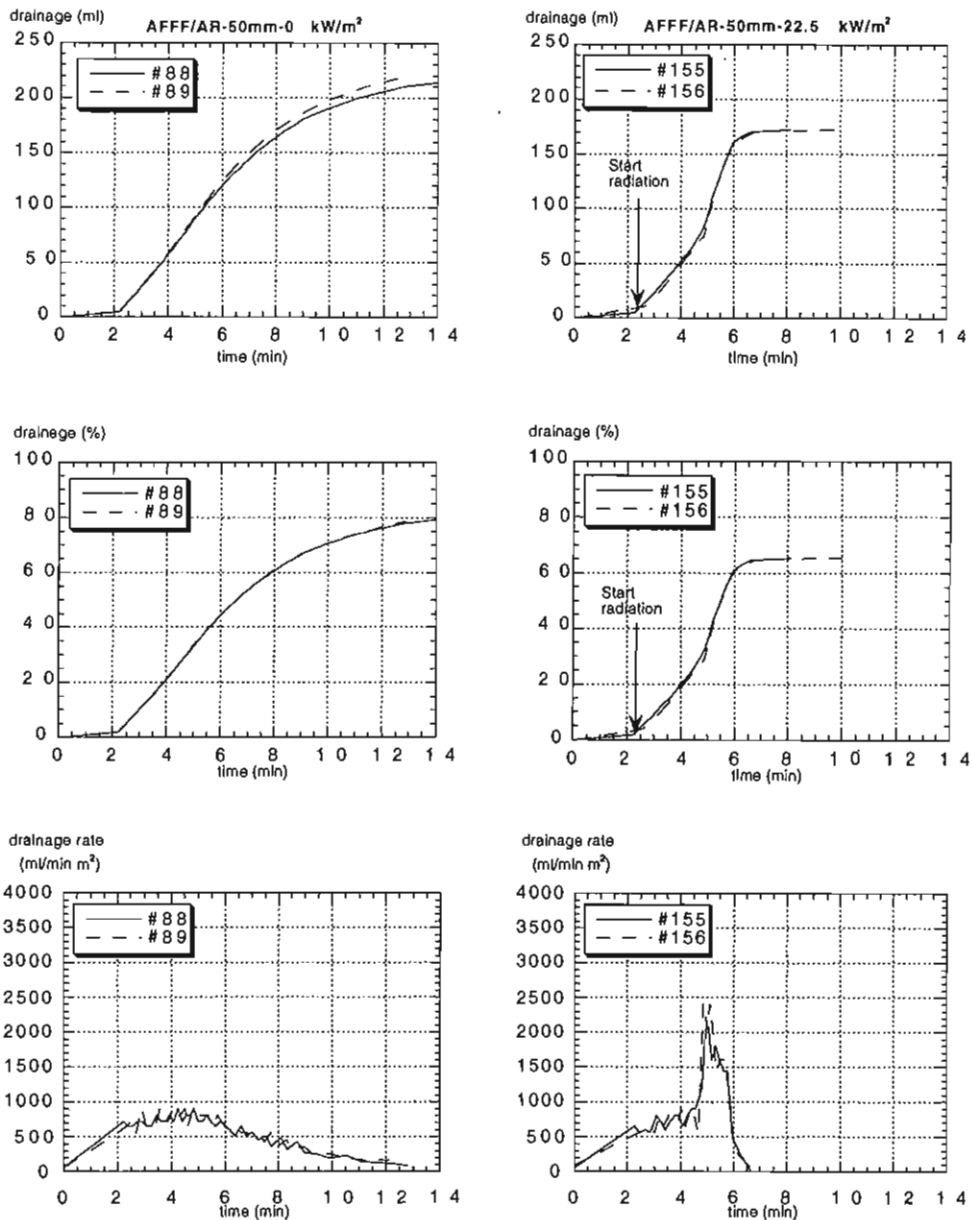 drainage (ml)
AFFF/AR-50mm-0 kW/m²
250
200
150
100
50
0
#88
#89
0 2 4 6 8 10 12 14
time (min)
drainage (ml)
AFFF/AR-50mm-22.5 kW/m²
250
200
150
100
50
0
#155
#156
Start
radiation
0 2 4 6 8 10 12 14
time (min)
drainege (%)
100
80
60
40
20
0
#88
#89
0 2 4 6 8 10 12 14
time (min)
drainage (%)
100
80
60
40
20
0
#155
#156
Start
radiation
0 2 4 6 8 10 12 14
time (min)
drainage rate
(ml/min m²)
4000
3500
3000
2500
2000
1500
1000
500
0
#88
#89
0 2 4 6 8 10 12 14
time (min)
drainage rate
(ml/min m²)
4000
3500
3000
2500
2000
1500
1000
500
0
#155
#156
0 2 4 6 8 10 12 14
time (min)